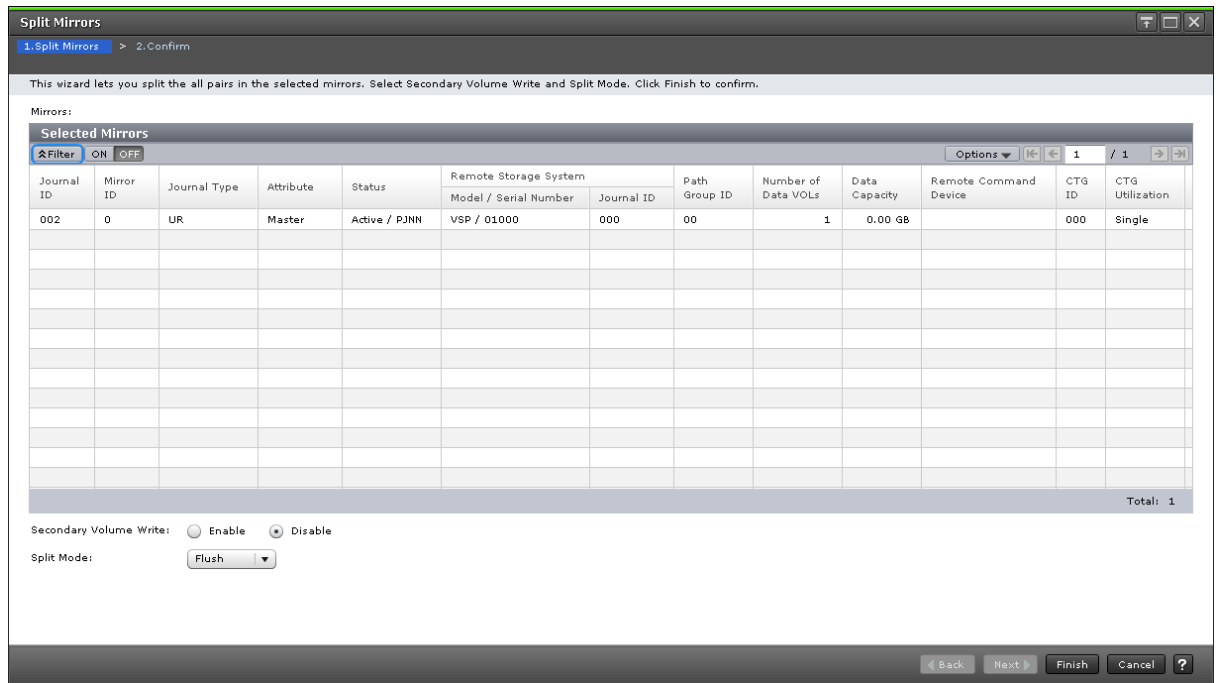 Split Mirrors
1.Split Mirrors > 2.Confirm
This wizard lets you split the all pairs in the selected mirrors. Select Secondary Volume Write and Split Mode. Click Finish to confirm.
Mirrors:
Selected Mirrors
Filter ON OFF Options 1 / 1
Journal ID Mirror ID Journal Type Attribute Status Remote Storage System Path Group ID Number of Data VOLs Data Capacity Remote Command Device CTG ID CTG Utilization
Model / Serial Number Journal ID
002 0 UR Master Active / PJNN VSP / 01000 000 00 1 0.00 GB 000 Single
Total: 1
Secondary Volume Write: Enable Disable
Split Mode: Flush
Back Next Finish Cancel ?